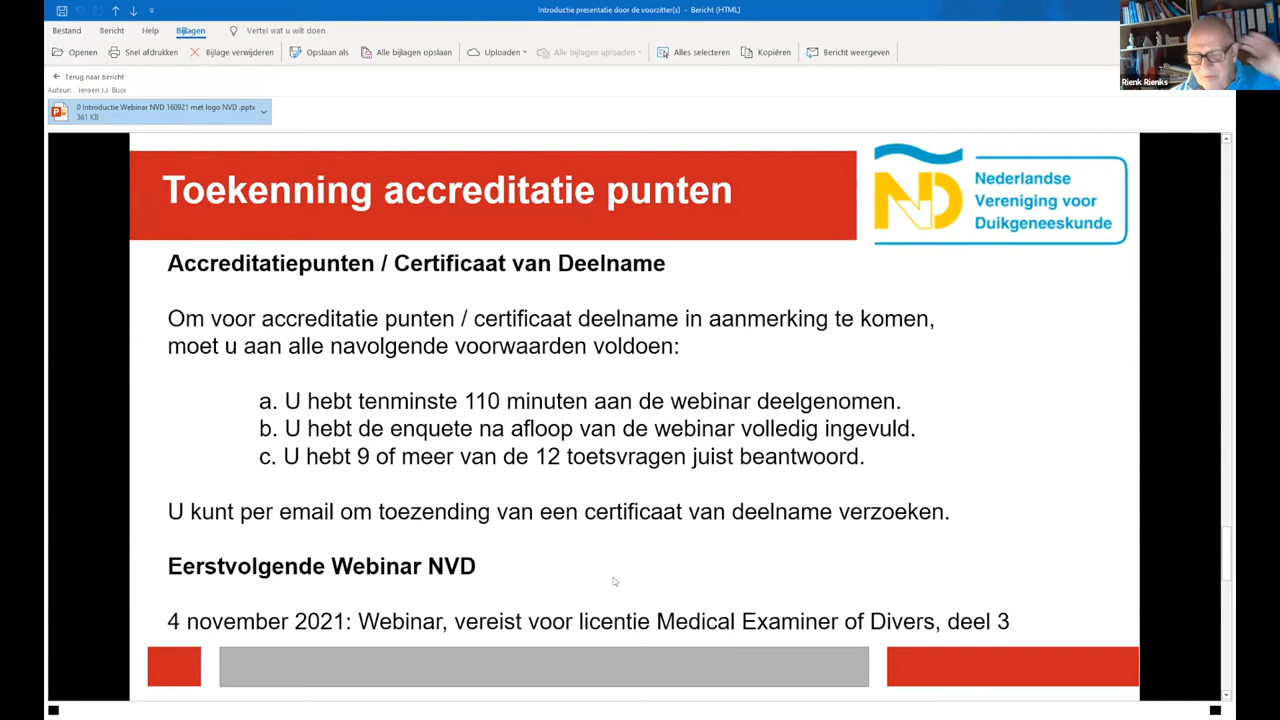 Introductie presentatie door de voorzitter(s) - Bericht (HTML)
Bestand Bericht Help Bijlagen Vertel wat u wilt doen
Openen Snel afdrukken Bijlage verwijderen Opslaan als Alle bijlagen opslaan Uploaden Alle bijlagen uploaden Alles selecteren Kopiëren Bericht weergeven
Terug naar bericht
Auteur: Jeroen J.J. Bucx
0 Introductie Webinar NVD 160921 met logo NVD .pptx
361 KB
Rienk Rienks
Toekenning accreditatie punten
NVD
Nederlandse
Vereniging voor
Duikgeneeskunde
Accreditatiepunten / Certificaat van Deelname
Om voor accreditatie punten / certificaat deelname in aanmerking te komen,
moet u aan alle navolgende voorwaarden voldoen:
a. U hebt tenminste 110 minuten aan de webinar deelgenomen.
b. U hebt de enquete na afloop van de webinar volledig ingevuld.
c. U hebt 9 of meer van de 12 toetsvragen juist beantwoord.
U kunt per email om toezending van een certificaat van deelname verzoeken.
Eerstvolgende Webinar NVD
4 november 2021: Webinar, vereist voor licentie Medical Examiner of Divers, deel 3